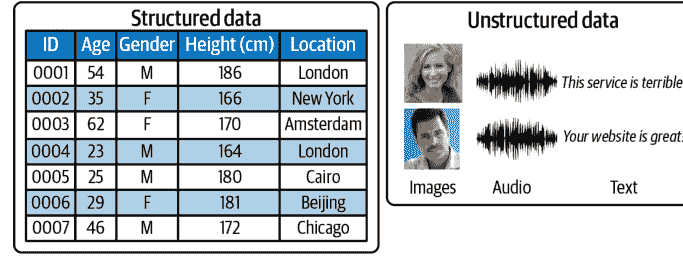 Structured data
ID Age Gender Height (cm) Location
0001 54 M 186 London
0002 35 F 166 New York
0003 62 F 170 Amsterdam
0004 23 M 164 London
0005 25 M 180 Cairo
0006 29 F 181 Beijing
0007 46 M 172 Chicago
Unstructured data
This service is terrible
Your website is great.
Images Audio Text